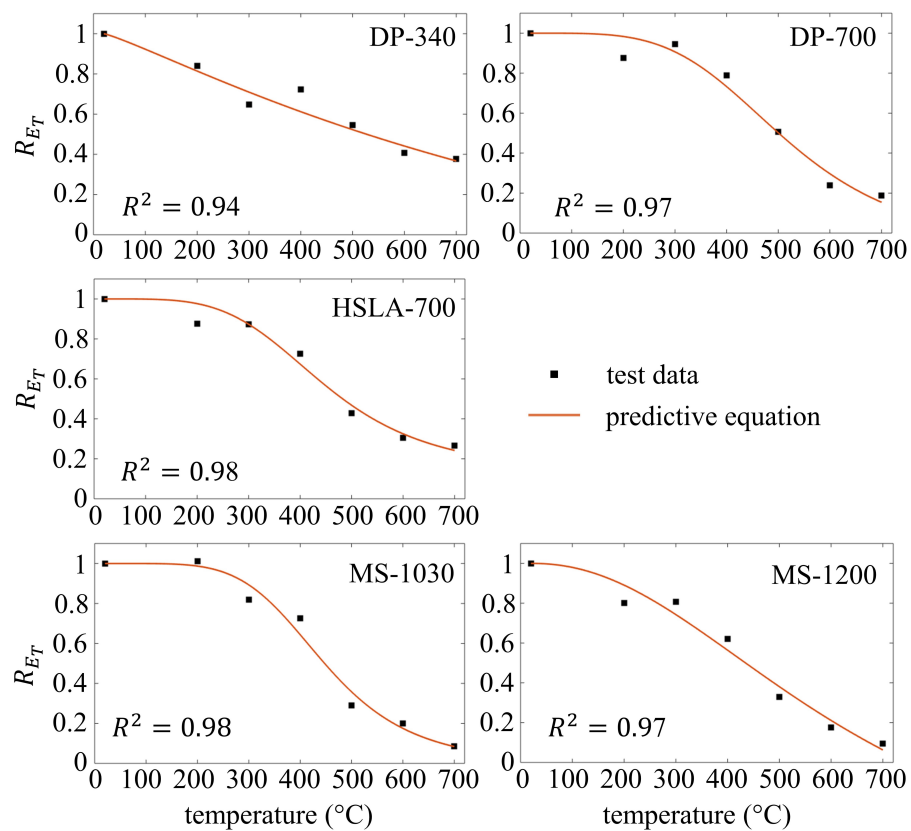 DP-340
1
0.8
0.6
0.4
0.2
0
R_{E_T}
R² = 0.94
0 100 200 300 400 500 600 700
DP-700
1
0.8
0.6
0.4
0.2
0
R² = 0.97
0 100 200 300 400 500 600 700
HSLA-700
1
0.8
0.6
0.4
0.2
0
R_{E_T}
R² = 0.98
0 100 200 300 400 500 600 700
test data
predictive equation
MS-1030
1
0.8
0.6
0.4
0.2
0
R_{E_T}
R² = 0.98
0 100 200 300 400 500 600 700
temperature (°C)
MS-1200
1
0.8
0.6
0.4
0.2
0
R² = 0.97
0 100 200 300 400 500 600 700
temperature (°C)